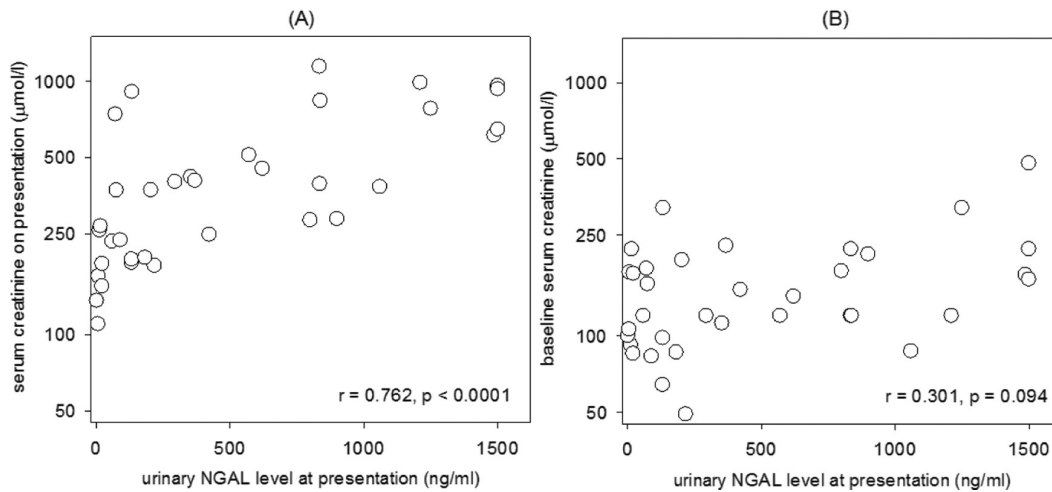 (A)
serum creatinine on presentation (μmol/l)
1000
500
250
100
50
r = 0.762, p < 0.0001
0
500
1000
1500
urinary NGAL level at presentation (ng/ml)
(B)
baseline serum creatinine (μmol/l)
1000
500
250
100
50
r = 0.301, p = 0.094
0
500
1000
1500
urinary NGAL level at presentation (ng/ml)